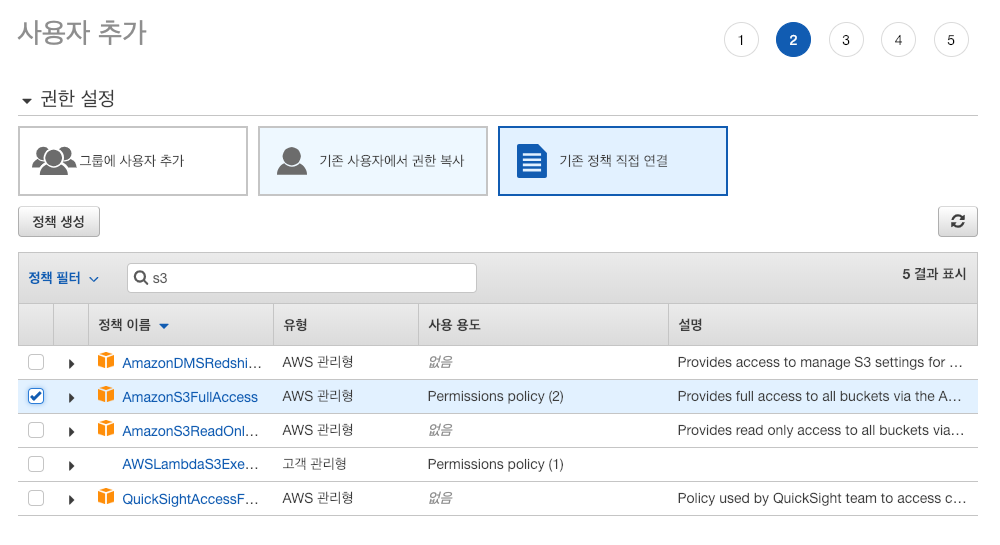 사용자 추가
1 2 3 4 5
권한 설정
그룹에 사용자 추가
기존 사용자에서 권한 복사
기존 정책 직접 연결
정책 생성
정책 필터 s3 5 결과 표시
정책 이름 유형 사용 용도 설명
AmazonDMSRedshi... AWS 관리형 없음 Provides access to manage S3 settings for ...
AmazonS3FullAccess AWS 관리형 Permissions policy (2) Provides full access to all buckets via the A...
AmazonS3ReadOnl... AWS 관리형 없음 Provides read only access to all buckets via...
AWSLambdaS3Exe... 고객 관리형 Permissions policy (1)
QuickSightAccessF... AWS 관리형 없음 Policy used by QuickSight team to access c...